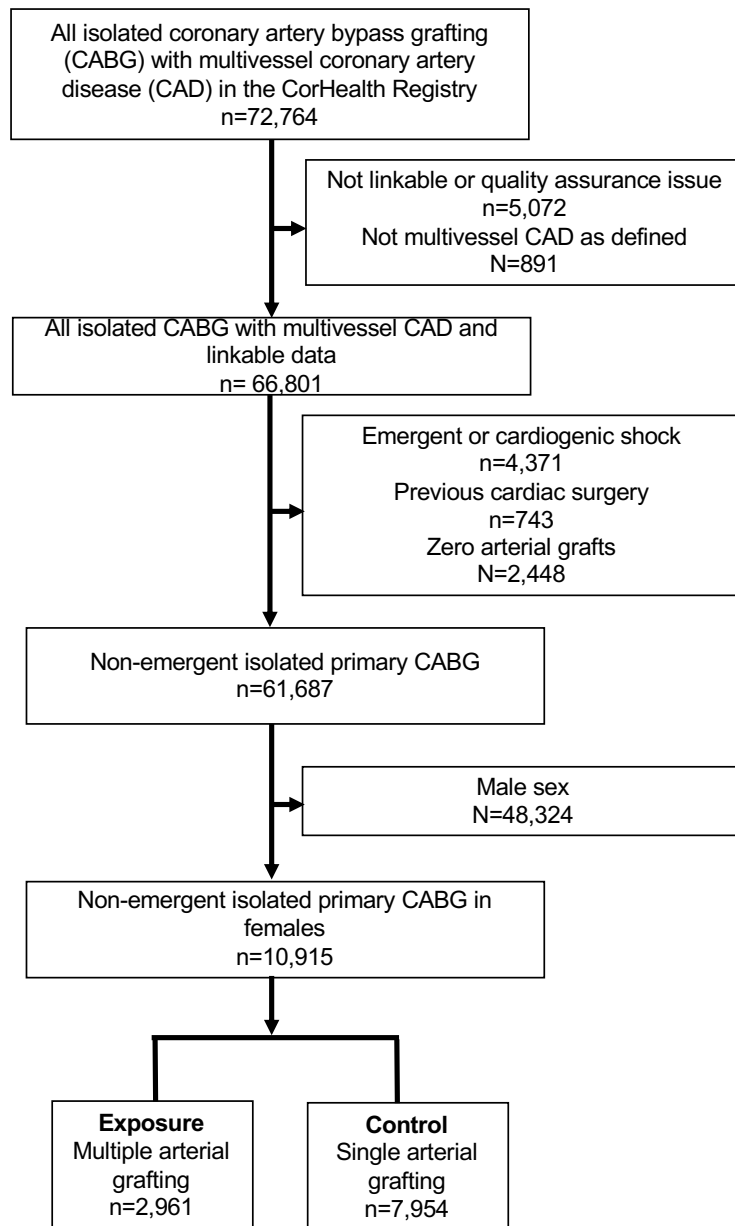 All isolated coronary artery bypass grafting
(CABG) with multivessel coronary artery
disease (CAD) in the CorHealth Registry
n=72,764
Not linkable or quality assurance issue
n=5,072
Not multivessel CAD as defined
N=891
All isolated CABG with multivessel CAD and
linkable data
n= 66,801
Emergent or cardiogenic shock
n=4,371
Previous cardiac surgery
n=743
Zero arterial grafts
N=2,448
Non-emergent isolated primary CABG
n=61,687
Male sex
N=48,324
Non-emergent isolated primary CABG in
females
n=10,915
Exposure
Multiple arterial
grafting
n=2,961
Control
Single arterial
grafting
n=7,954